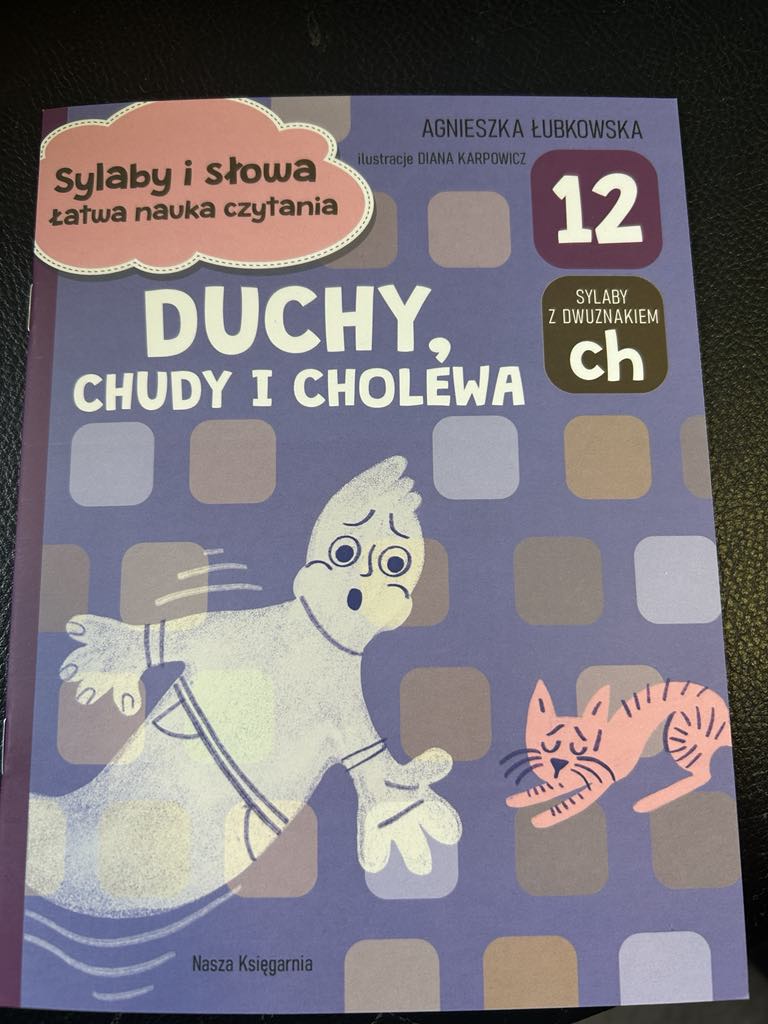 Sylaby i słowa
Łatwa nauka czytania
AGNIESZKA ŁUBKOWSKA
ilustracje DIANA KARPOWICZ
12
SYLABY
Z DWUZNAKIEM
ch
DUCHY,
CHUDY I CHOLEWA
Nasza Księgarnia